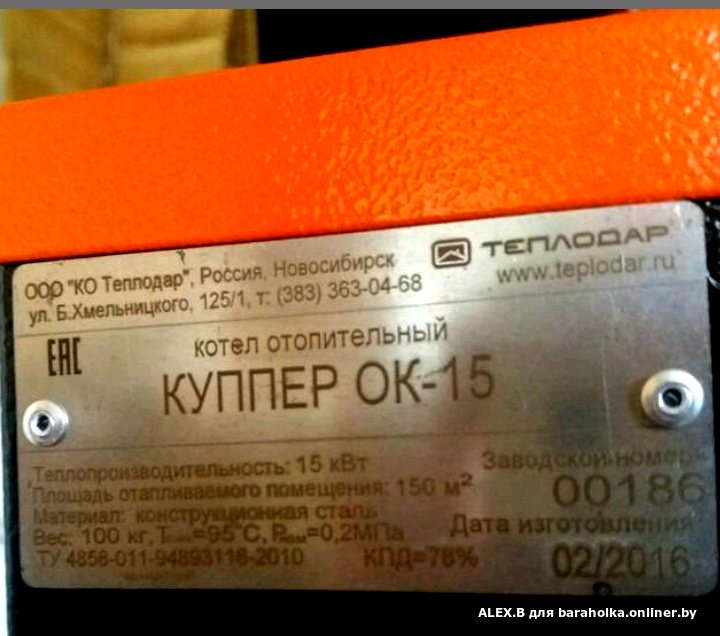 ООО "КО Теплодар", Россия, Новосибирск
ул. Б.Хмельницкого, 125/1, т: (383) 363-04-68
ТЕПЛОДАР
www.teplodar.ru
EAC
котел отопительный
КУППЕР ОК-15
Теплопроизводительность: 15 кВт
Площадь отапливаемого помещения: 150 м²
Материал: конструкционная сталь
Вес: 100 кг, Tмакс=95°C, Pмакс=0,2МПа
ТУ 4858-011-94893116-2010 КПД=78%
Заводской номер
00186
Дата изготовления
02/2016
ALEX.B для baraholka.onliner.by